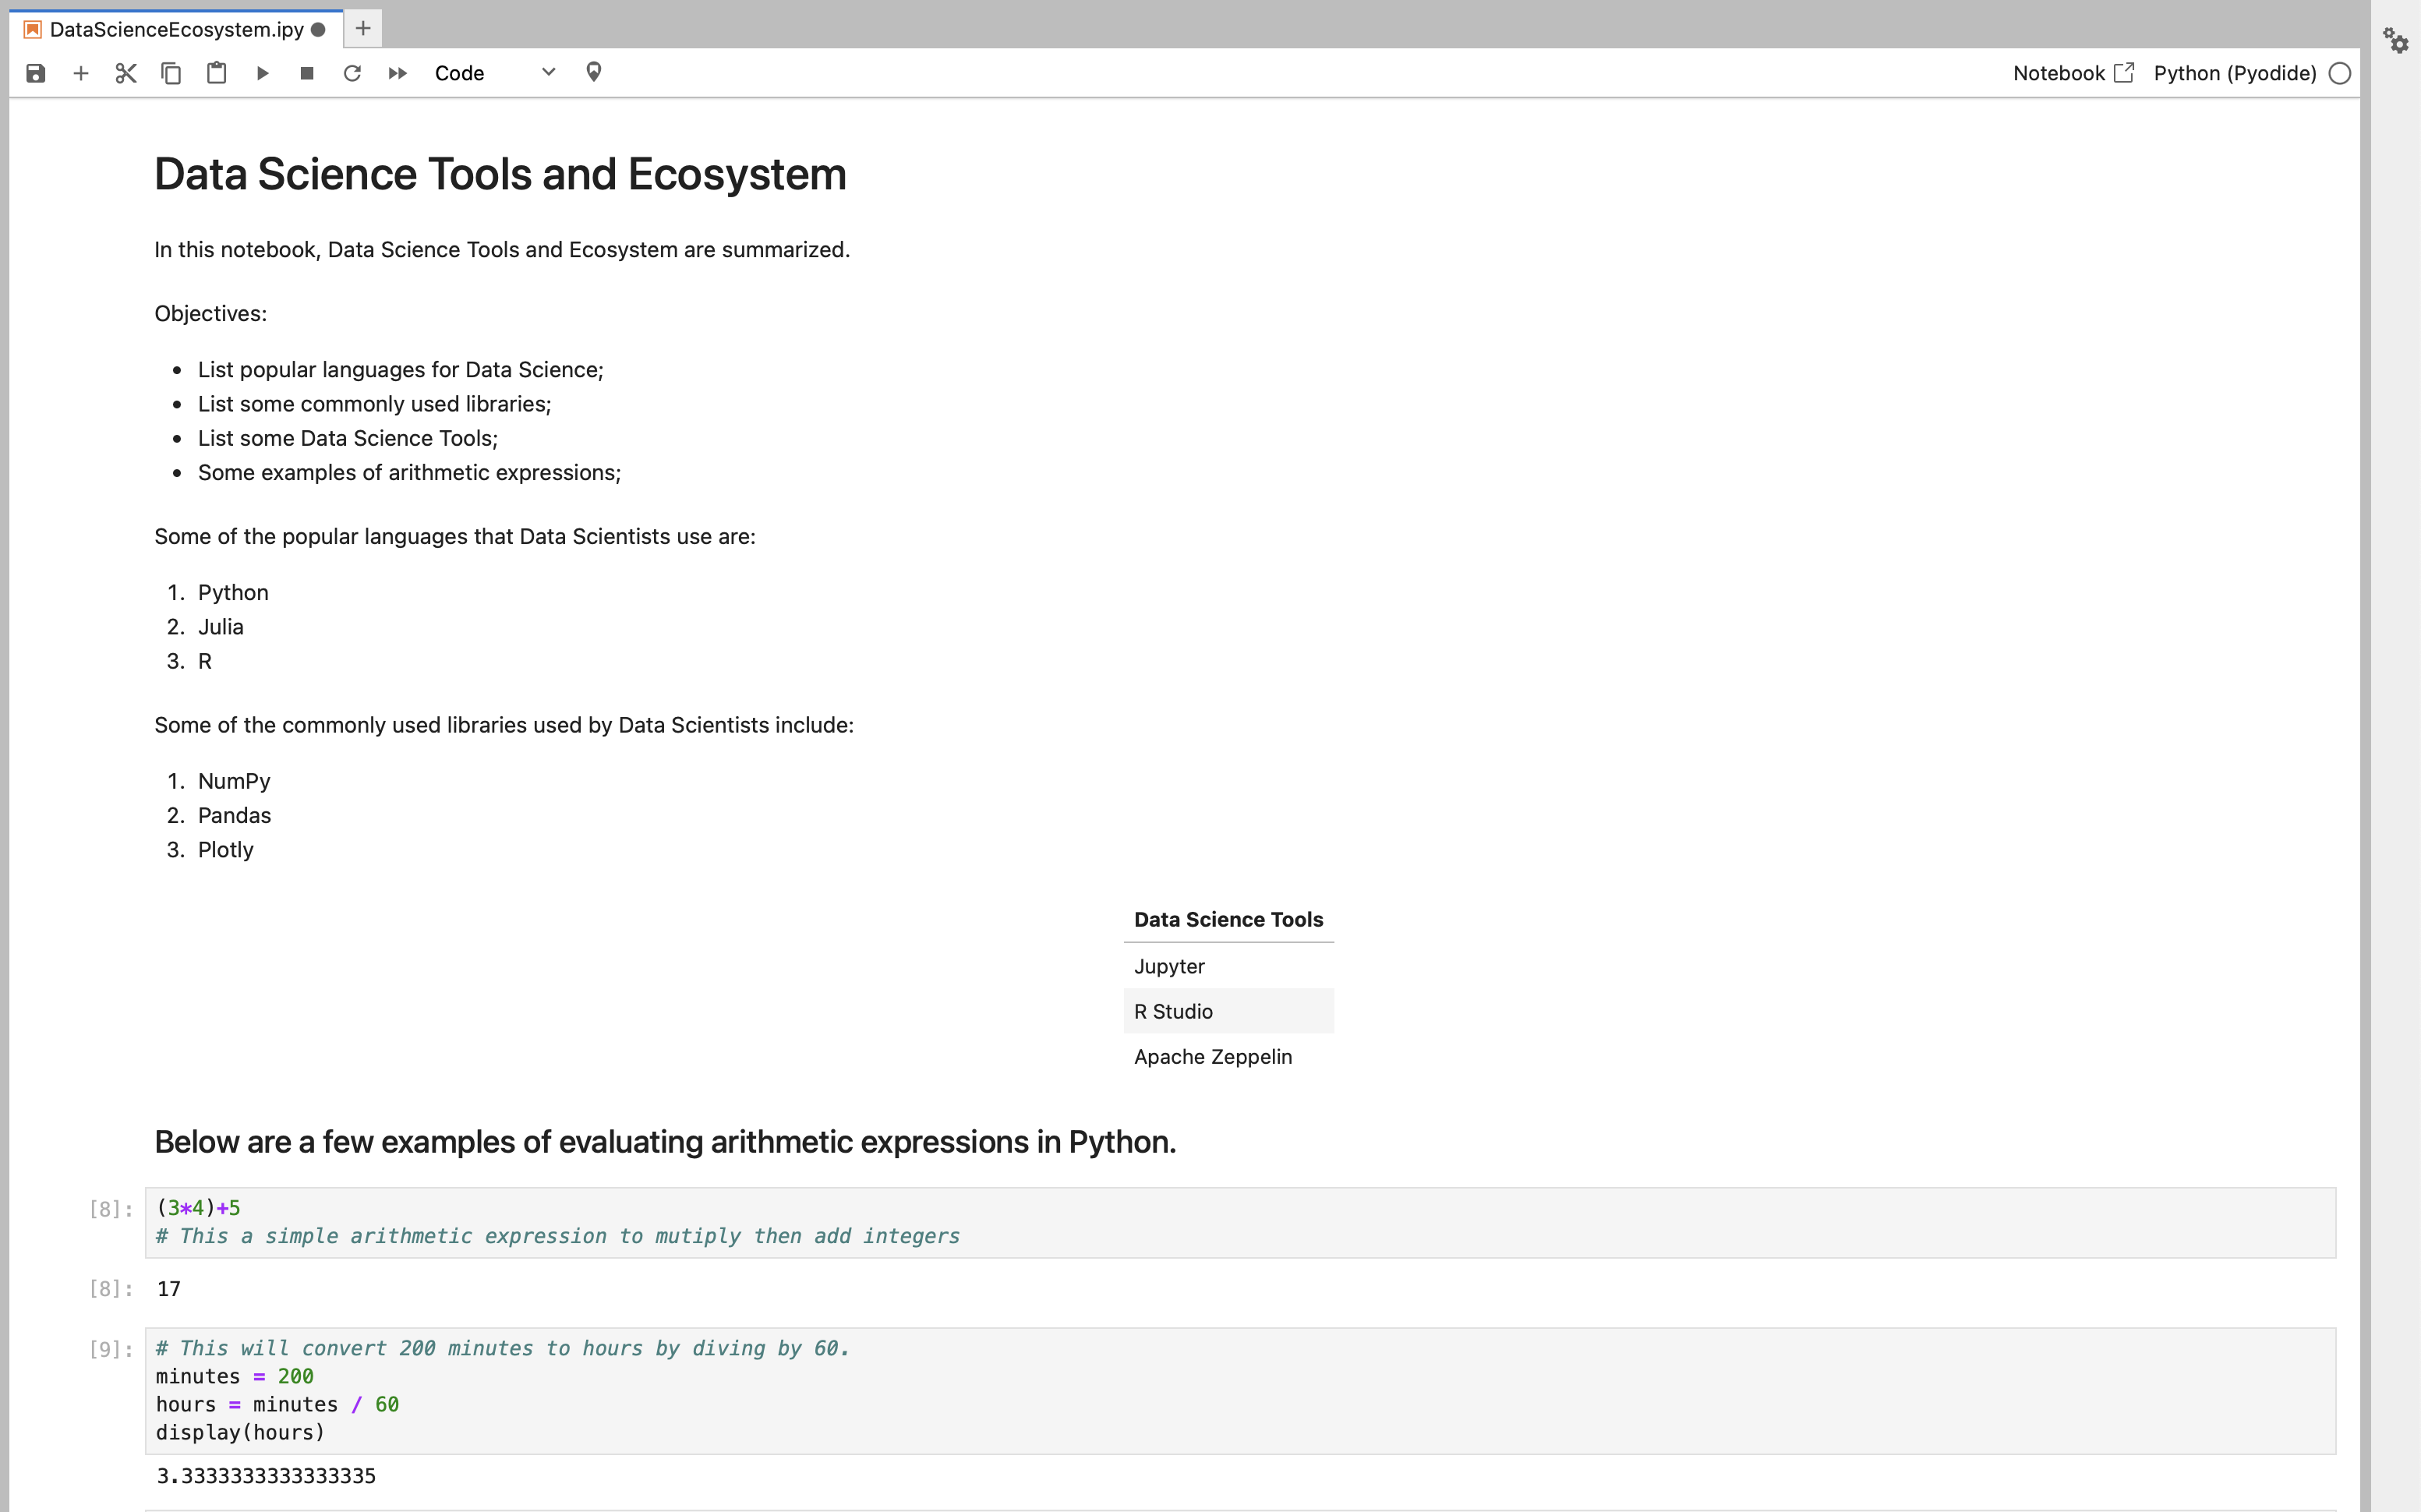 DataScienceEcosystem.ipy
Code
Notebook
Python (Pyodide)
Data Science Tools and Ecosystem
In this notebook, Data Science Tools and Ecosystem are summarized.
Objectives:
• List popular languages for Data Science;
• List some commonly used libraries;
• List some Data Science Tools;
• Some examples of arithmetic expressions;
Some of the popular languages that Data Scientists use are:
1. Python
2. Julia
3. R
Some of the commonly used libraries used by Data Scientists include:
1. NumPy
2. Pandas
3. Plotly
Data Science Tools
Jupyter
R Studio
Apache Zeppelin
Below are a few examples of evaluating arithmetic expressions in Python.
[8]: (3*4)+5
# This a simple arithmetic expression to mutiply then add integers
[8]: 17
[9]: # This will convert 200 minutes to hours by diving by 60.
minutes = 200
hours = minutes / 60
display(hours)
3.3333333333333335